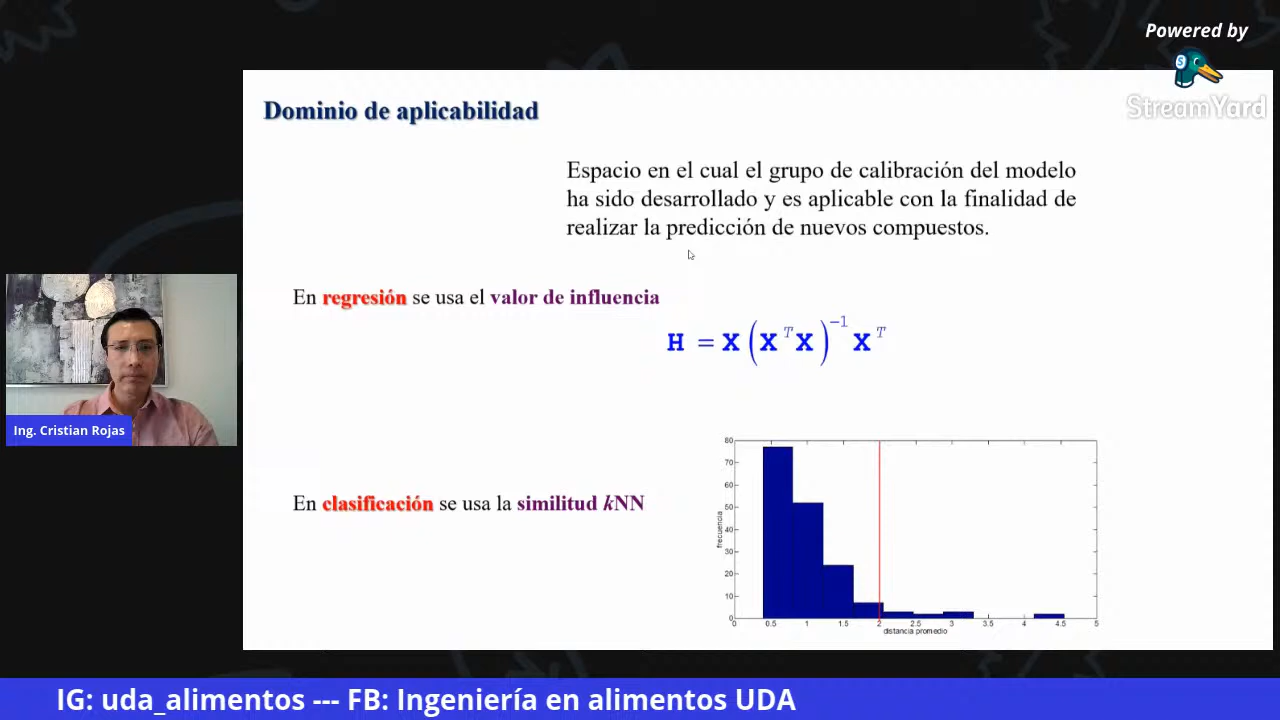 Powered by
StreamYard
Dominio de aplicabilidad
Espacio en el cual el grupo de calibración del modelo
ha sido desarrollado y es aplicable con la finalidad de
realizar la predicción de nuevos compuestos.
En regresión se usa el valor de influencia
H = X (X^T X)^-1 X^T
Ing. Cristian Rojas
En clasificación se usa la similitud kNN
80
70
60
50
40
30
20
10
0
frecuencia
0 0.5 1 1.5 2 2.5 3 3.5 4 4.5 5
distancia promedio
IG: uda_alimentos --- FB: Ingeniería en alimentos UDA